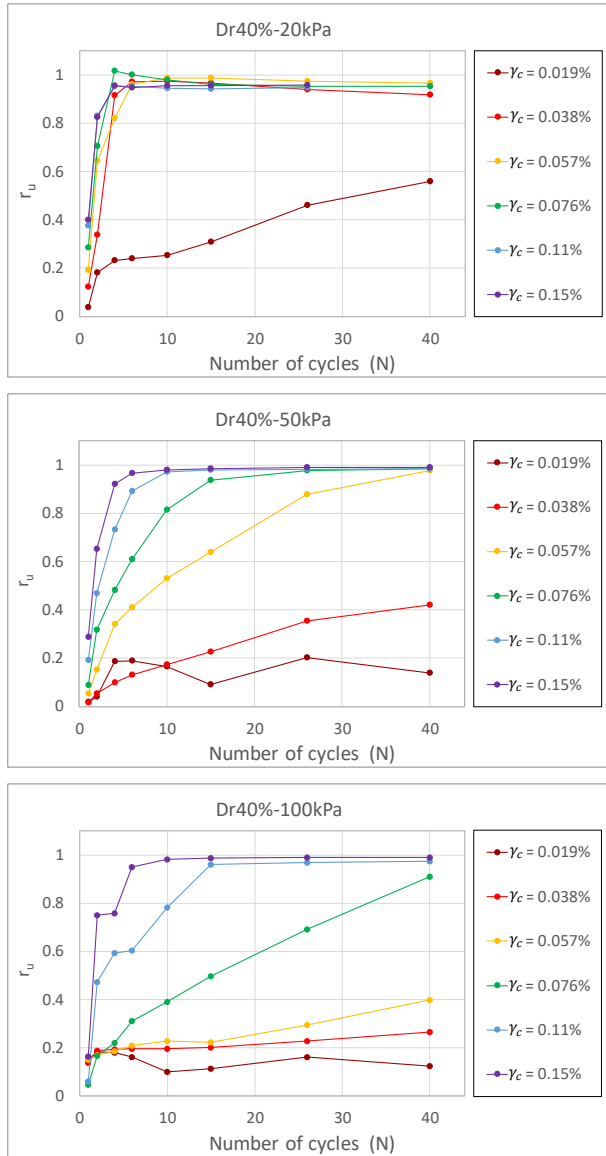 Dr40%-20kPa
1
0.8
0.6
0.4
0.2
0
r_u
0 10 20 30 40
Number of cycles (N)
γc = 0.019%
γc = 0.038%
γc = 0.057%
γc = 0.076%
γc = 0.11%
γc = 0.15%
Dr40%-50kPa
1
0.8
0.6
0.4
0.2
0
r_u
0 10 20 30 40
Number of cycles (N)
γc = 0.019%
γc = 0.038%
γc = 0.057%
γc = 0.076%
γc = 0.11%
γc = 0.15%
Dr40%-100kPa
1
0.8
0.6
0.4
0.2
0
r_u
0 10 20 30 40
Number of cycles (N)
γc = 0.019%
γc = 0.038%
γc = 0.057%
γc = 0.076%
γc = 0.11%
γc = 0.15%